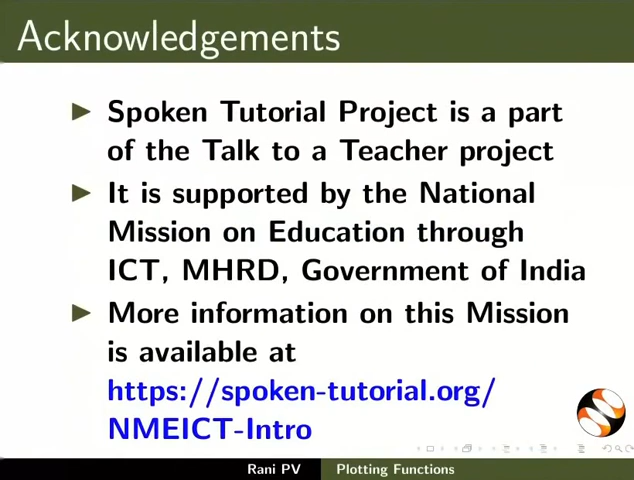 Acknowledgements
Spoken Tutorial Project is a part
of the Talk to a Teacher project
It is supported by the National
Mission on Education through
ICT, MHRD, Government of India
More information on this Mission
is available at
https://spoken-tutorial.org/
NMEICT-Intro
Rani PV Plotting Functions